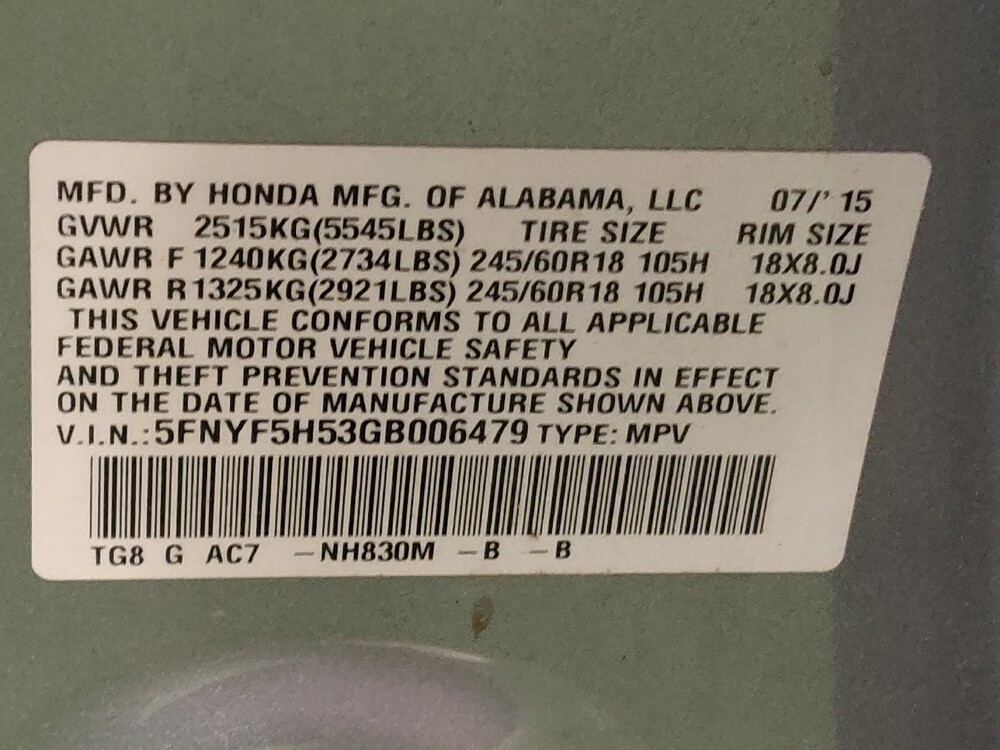 MFD. BY HONDA MFG. OF ALABAMA, LLC 07/' 15
GVWR 2515KG(5545LBS) TIRE SIZE RIM SIZE
GAWR F 1240KG(2734LBS) 245/60R18 105H 18X8.0J
GAWR R 1325KG(2921LBS) 245/60R18 105H 18X8.0J
THIS VEHICLE CONFORMS TO ALL APPLICABLE
FEDERAL MOTOR VEHICLE SAFETY
AND THEFT PREVENTION STANDARDS IN EFFECT
ON THE DATE OF MANUFACTURE SHOWN ABOVE.
V.I.N.: 5FNYF5H53GB006479 TYPE: MPV
TG8 G AC7 –NH830M –B –B